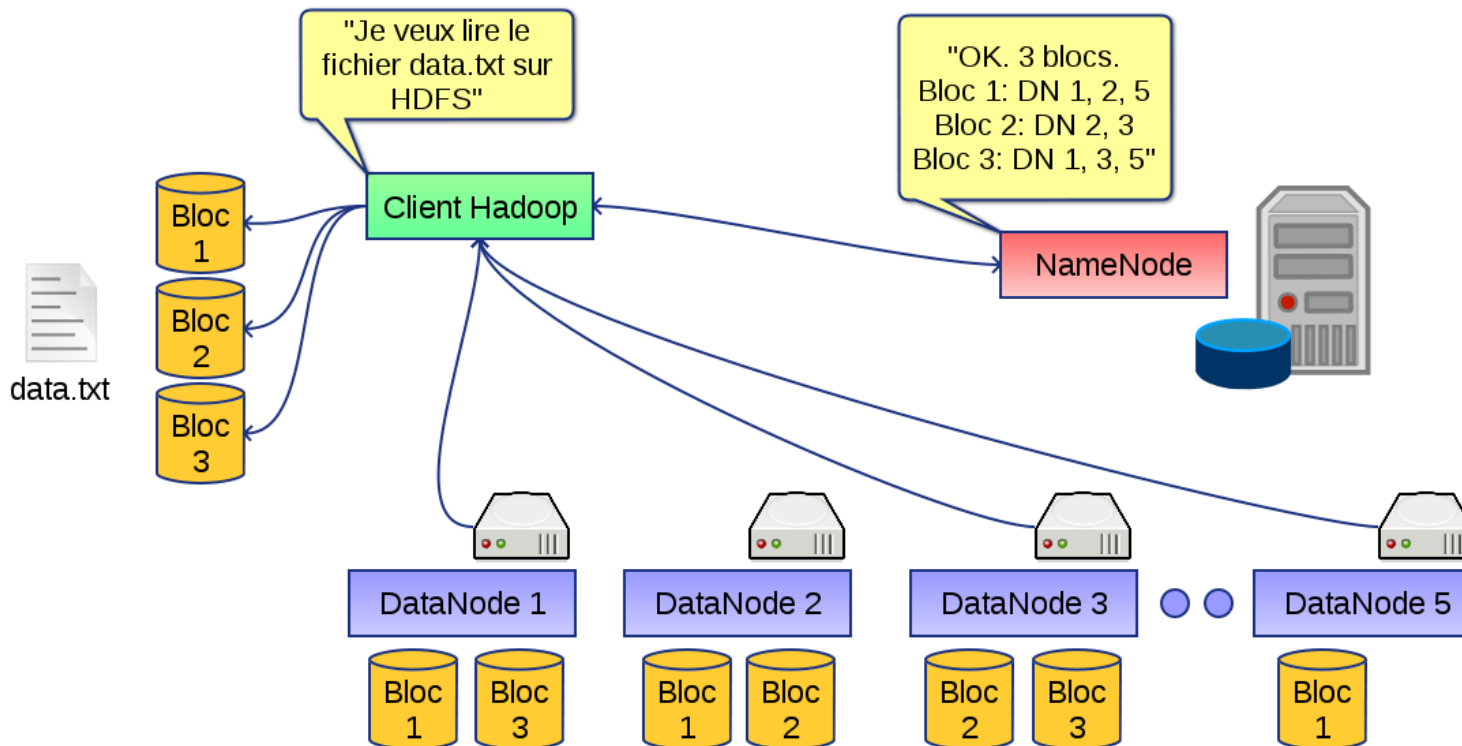 "Je veux lire le
fichier data.txt sur
HDFS"
"OK. 3 blocs.
Bloc 1: DN 1, 2, 5
Bloc 2: DN 2, 3
Bloc 3: DN 1, 3, 5"
Client Hadoop
NameNode
Bloc
1
Bloc
2
Bloc
3
data.txt
DataNode 1
DataNode 2
DataNode 3
DataNode 5
Bloc
1
Bloc
3
Bloc
1
Bloc
2
Bloc
2
Bloc
3
Bloc
1